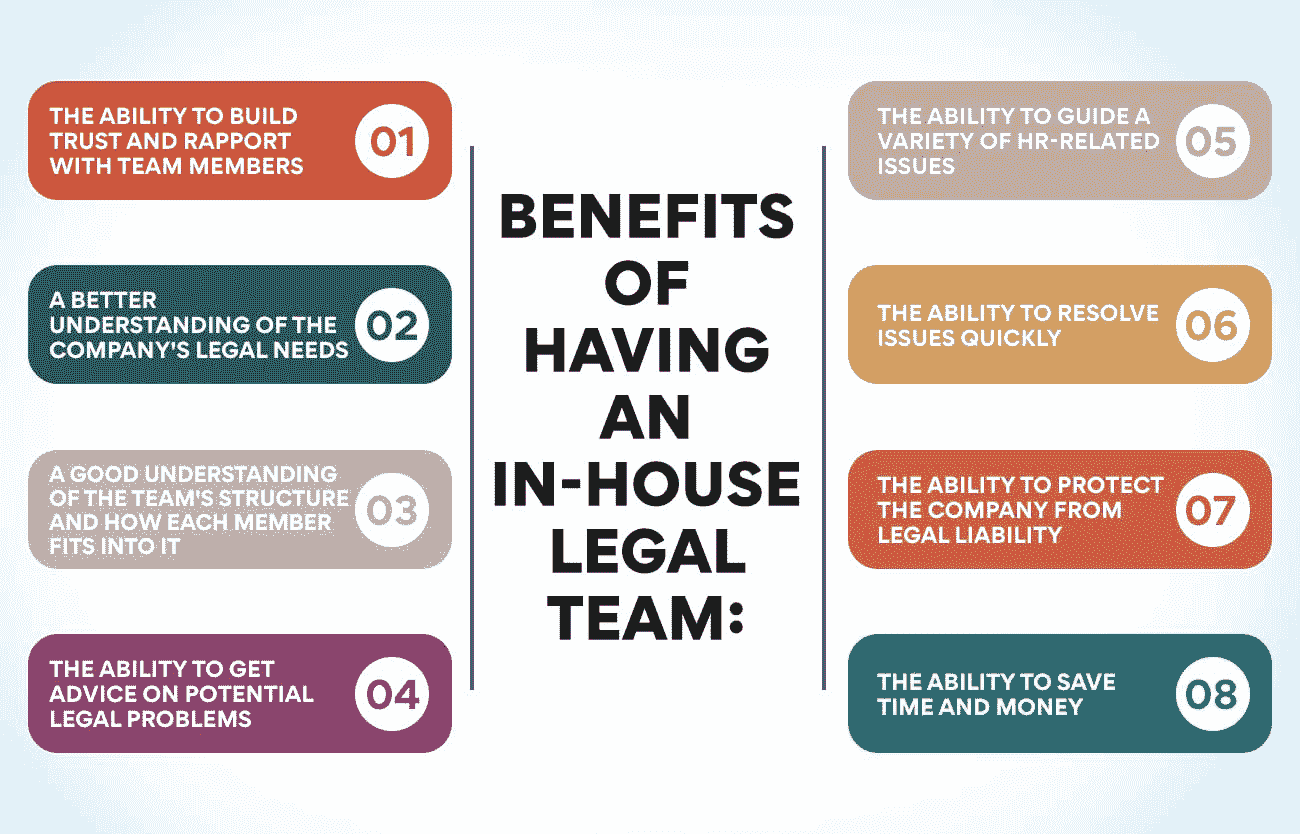 THE ABILITY TO BUILD
TRUST AND RAPPORT
WITH TEAM MEMBERS
01
A BETTER
UNDERSTANDING OF THE
COMPANY'S LEGAL NEEDS
02
A GOOD UNDERSTANDING
OF THE TEAM'S STRUCTURE
AND HOW EACH MEMBER
FITS INTO IT
03
THE ABILITY TO GET
ADVICE ON POTENTIAL
LEGAL PROBLEMS
04
BENEFITS
OF
HAVING
AN
IN-HOUSE
LEGAL
TEAM:
THE ABILITY TO GUIDE A
VARIETY OF HR-RELATED
ISSUES
05
THE ABILITY TO RESOLVE
ISSUES QUICKLY
06
THE ABILITY TO PROTECT
THE COMPANY FROM
LEGAL LIABILITY
07
THE ABILITY TO SAVE
TIME AND MONEY
08